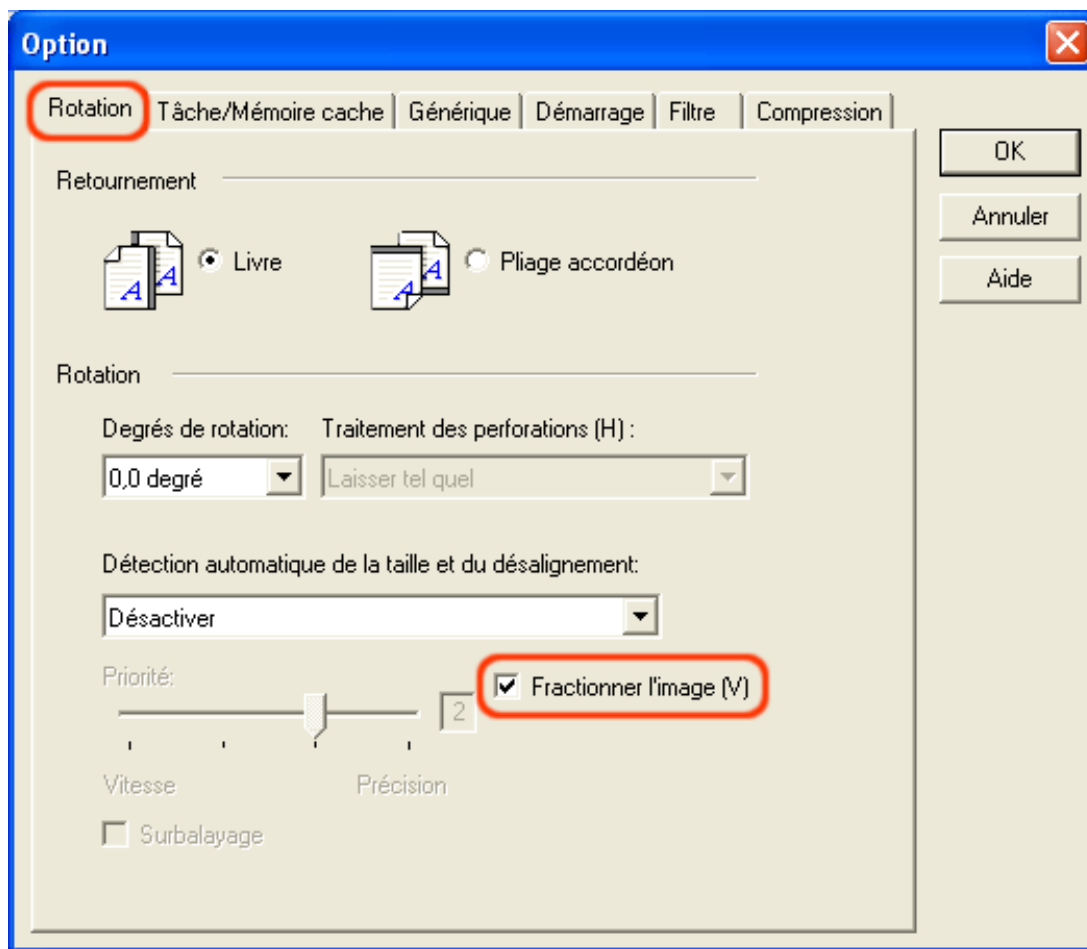 Option
Rotation Tâche/Mémoire cache Générique Démarrage Filtre Compression
OK
Annuler
Aide
Retournement
A A Livre A A Pliage accordéon
Rotation
Degrés de rotation: Traitement des perforations (H) :
0,0 degré Laisser tel quel
Détection automatique de la taille et du désalignement:
Désactiver
Priorité:
2 Fractionner l'image (V)
Vitesse Précision
Surbalayage